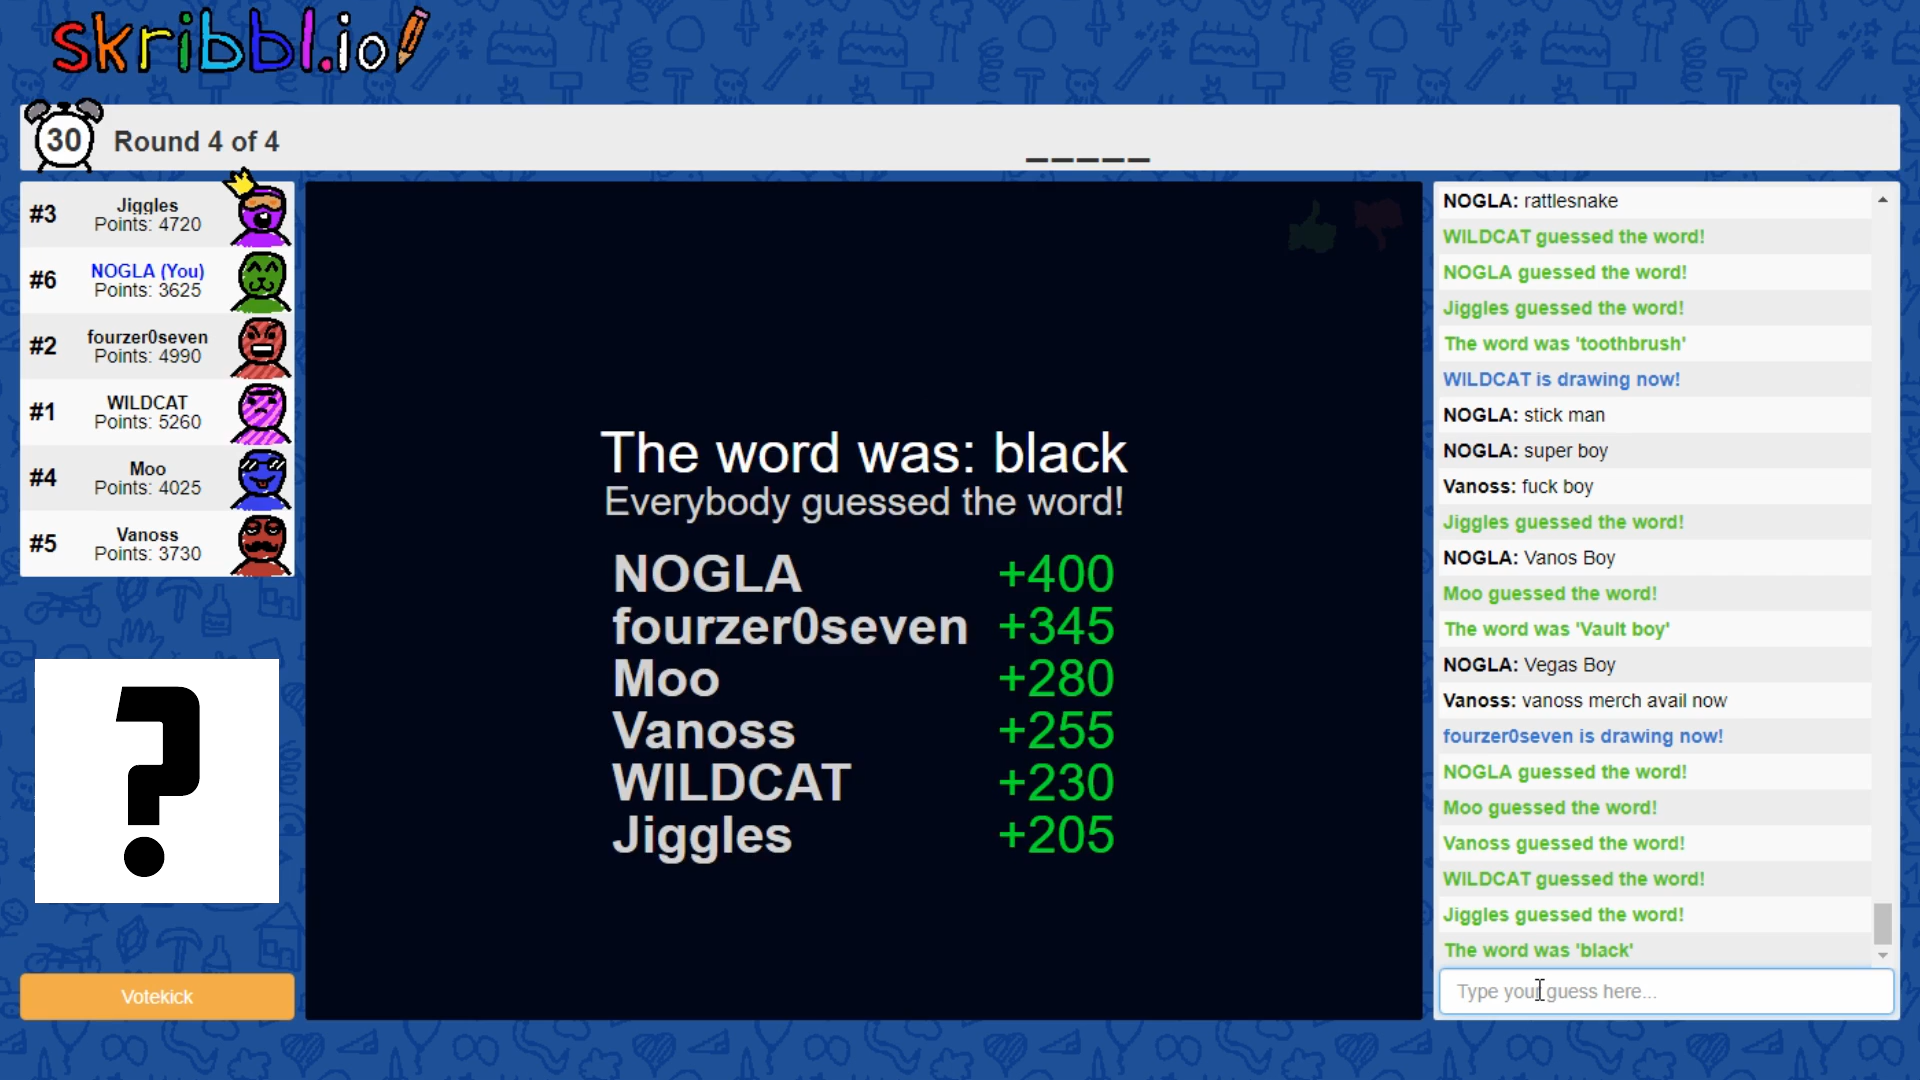 skribbl.io
30
Round 4 of 4
_____
#3
Jiggles
Points: 4720
#6
NOGLA (You)
Points: 3625
#2
fourzer0seven
Points: 4990
#1
WILDCAT
Points: 5260
#4
Moo
Points: 4025
#5
Vanoss
Points: 3730
?
Votekick
The word was: black
Everybody guessed the word!
NOGLA +400
fourzer0seven +345
Moo +280
Vanoss +255
WILDCAT +230
Jiggles +205
NOGLA: rattlesnake
WILDCAT guessed the word!
NOGLA guessed the word!
Jiggles guessed the word!
The word was 'toothbrush'
WILDCAT is drawing now!
NOGLA: stick man
NOGLA: super boy
Vanoss: fuck boy
Jiggles guessed the word!
NOGLA: Vanos Boy
Moo guessed the word!
The word was 'Vault boy'
NOGLA: Vegas Boy
Vanoss: vanoss merch avail now
fourzer0seven is drawing now!
NOGLA guessed the word!
Moo guessed the word!
Vanoss guessed the word!
WILDCAT guessed the word!
Jiggles guessed the word!
The word was 'black'
Type your guess here...